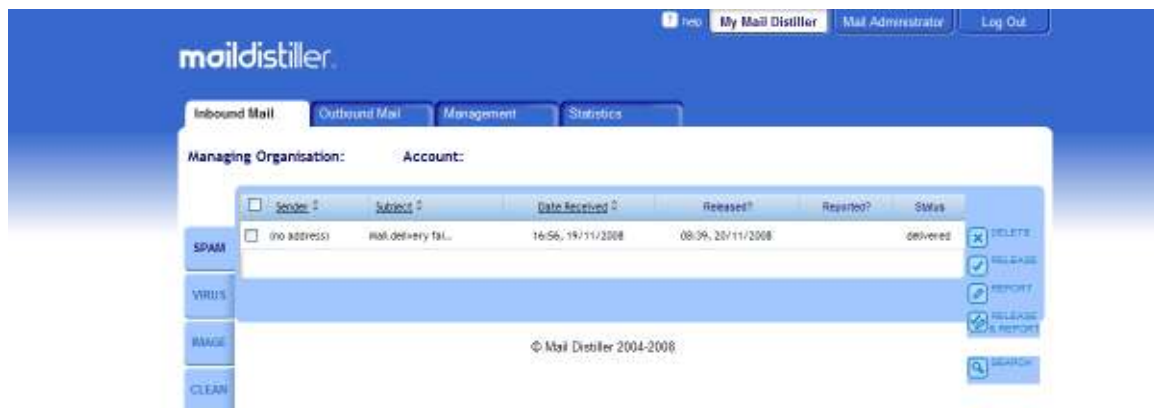 ? neo My Mail Distiller Mail Administrator Log Out
maildistiller.
Inbound Mail Outbound Mail Management Statistics
Managing Organisation: Account:
Sender Subject Date Received Released? Reported? Status
(no address) Mail delivery fai... 16:56, 19/11/2008 08:39, 20/11/2008 delivered
SPAM
VIRUS
IMAGE
CLEAN
DELETE
RELEASE
REPORT
RELEASE
& REPORT
SEARCH
© Mail Distiller 2004-2008